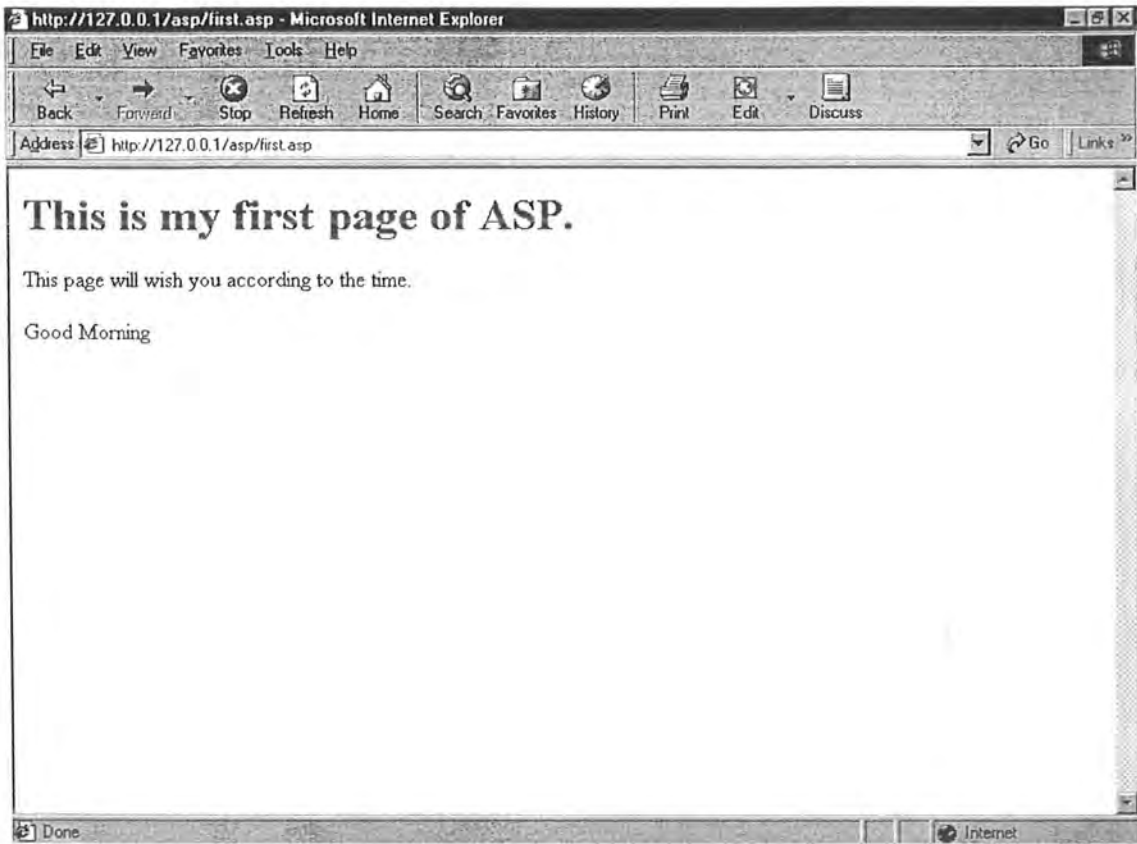 http://127.0.0.1/asp/first.asp - Microsoft Internet Explorer
File Edit View Favorites Tools Help
Back Forward Stop Refresh Home Search Favorites History Print Edit Discuss
Address http://127.0.0.1/asp/first.asp Go Links »
This is my first page of ASP.
This page will wish you according to the time.
Good Morning
Done Internet